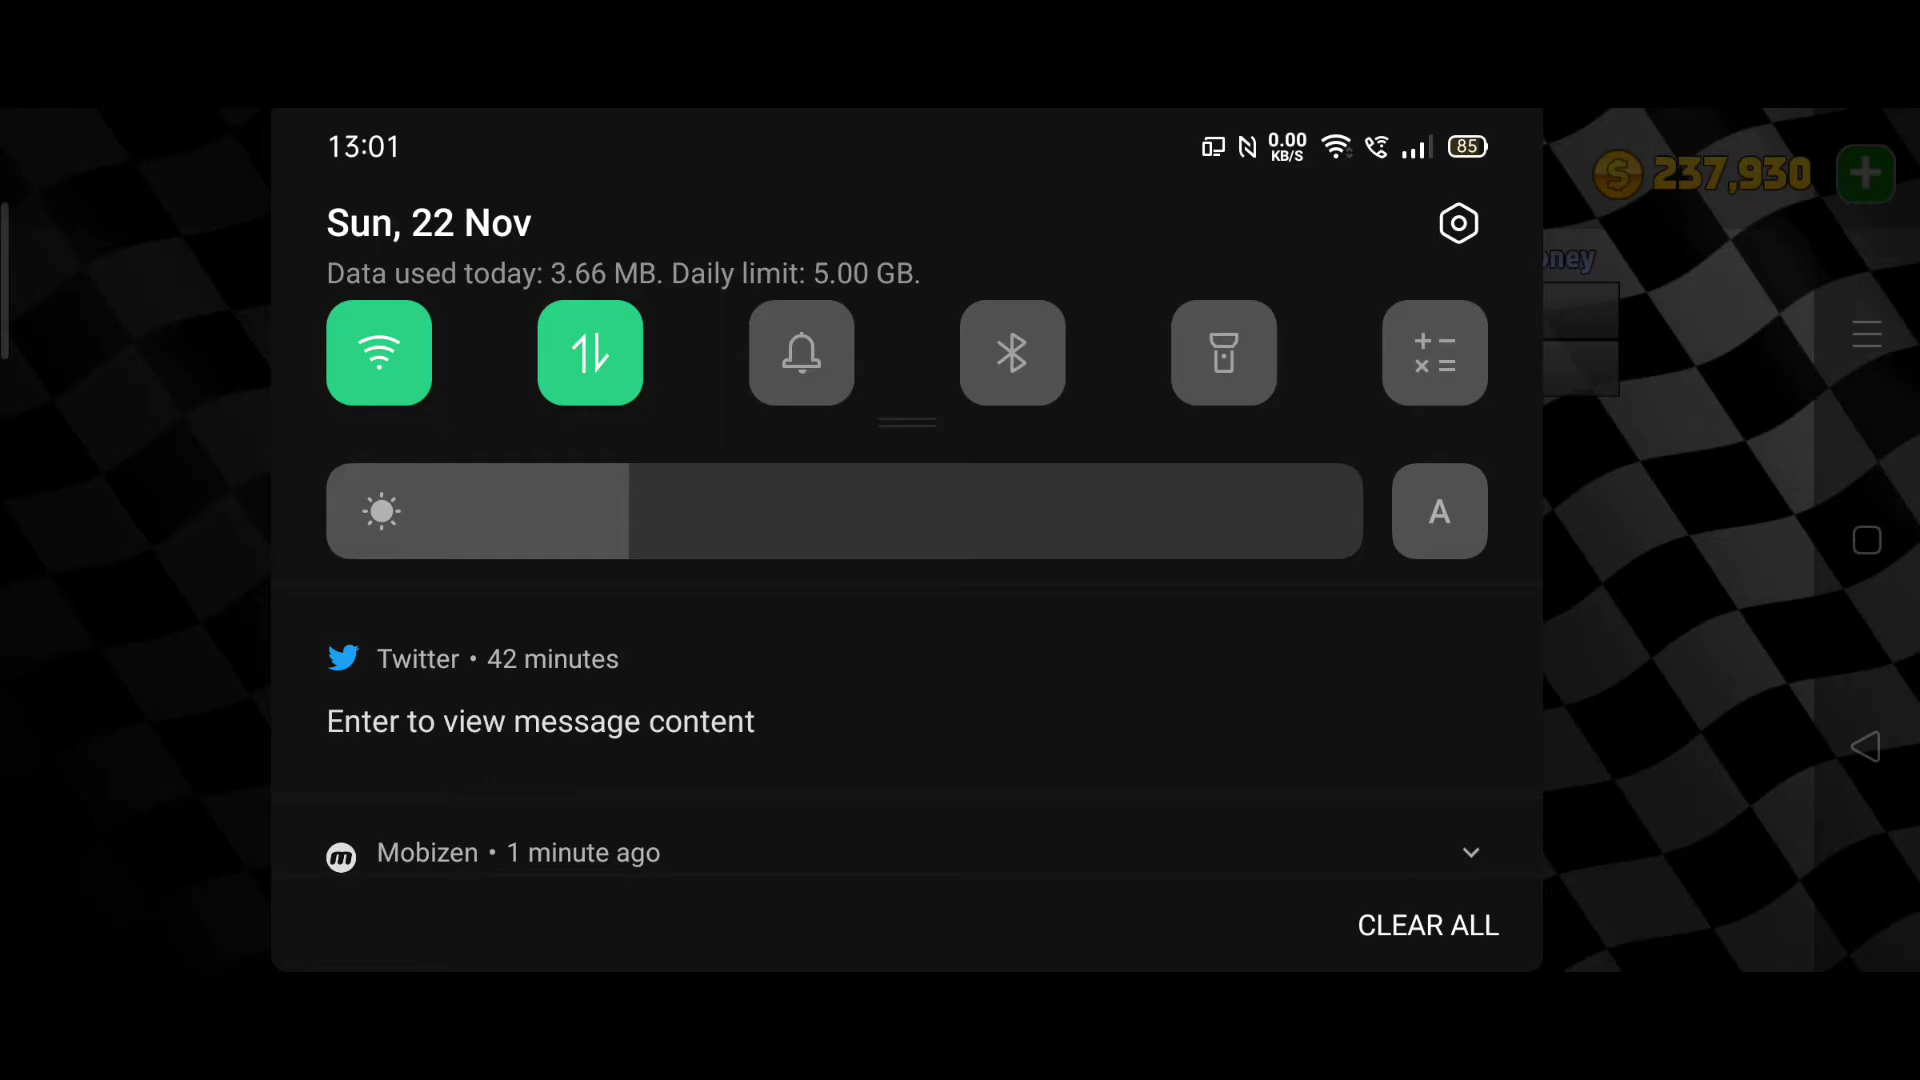 13:01
0.00
KB/S
85
237,930
Sun, 22 Nov
Data used today: 3.66 MB. Daily limit: 5.00 GB.
oney
A
Twitter • 42 minutes
Enter to view message content
Mobizen • 1 minute ago
CLEAR ALL